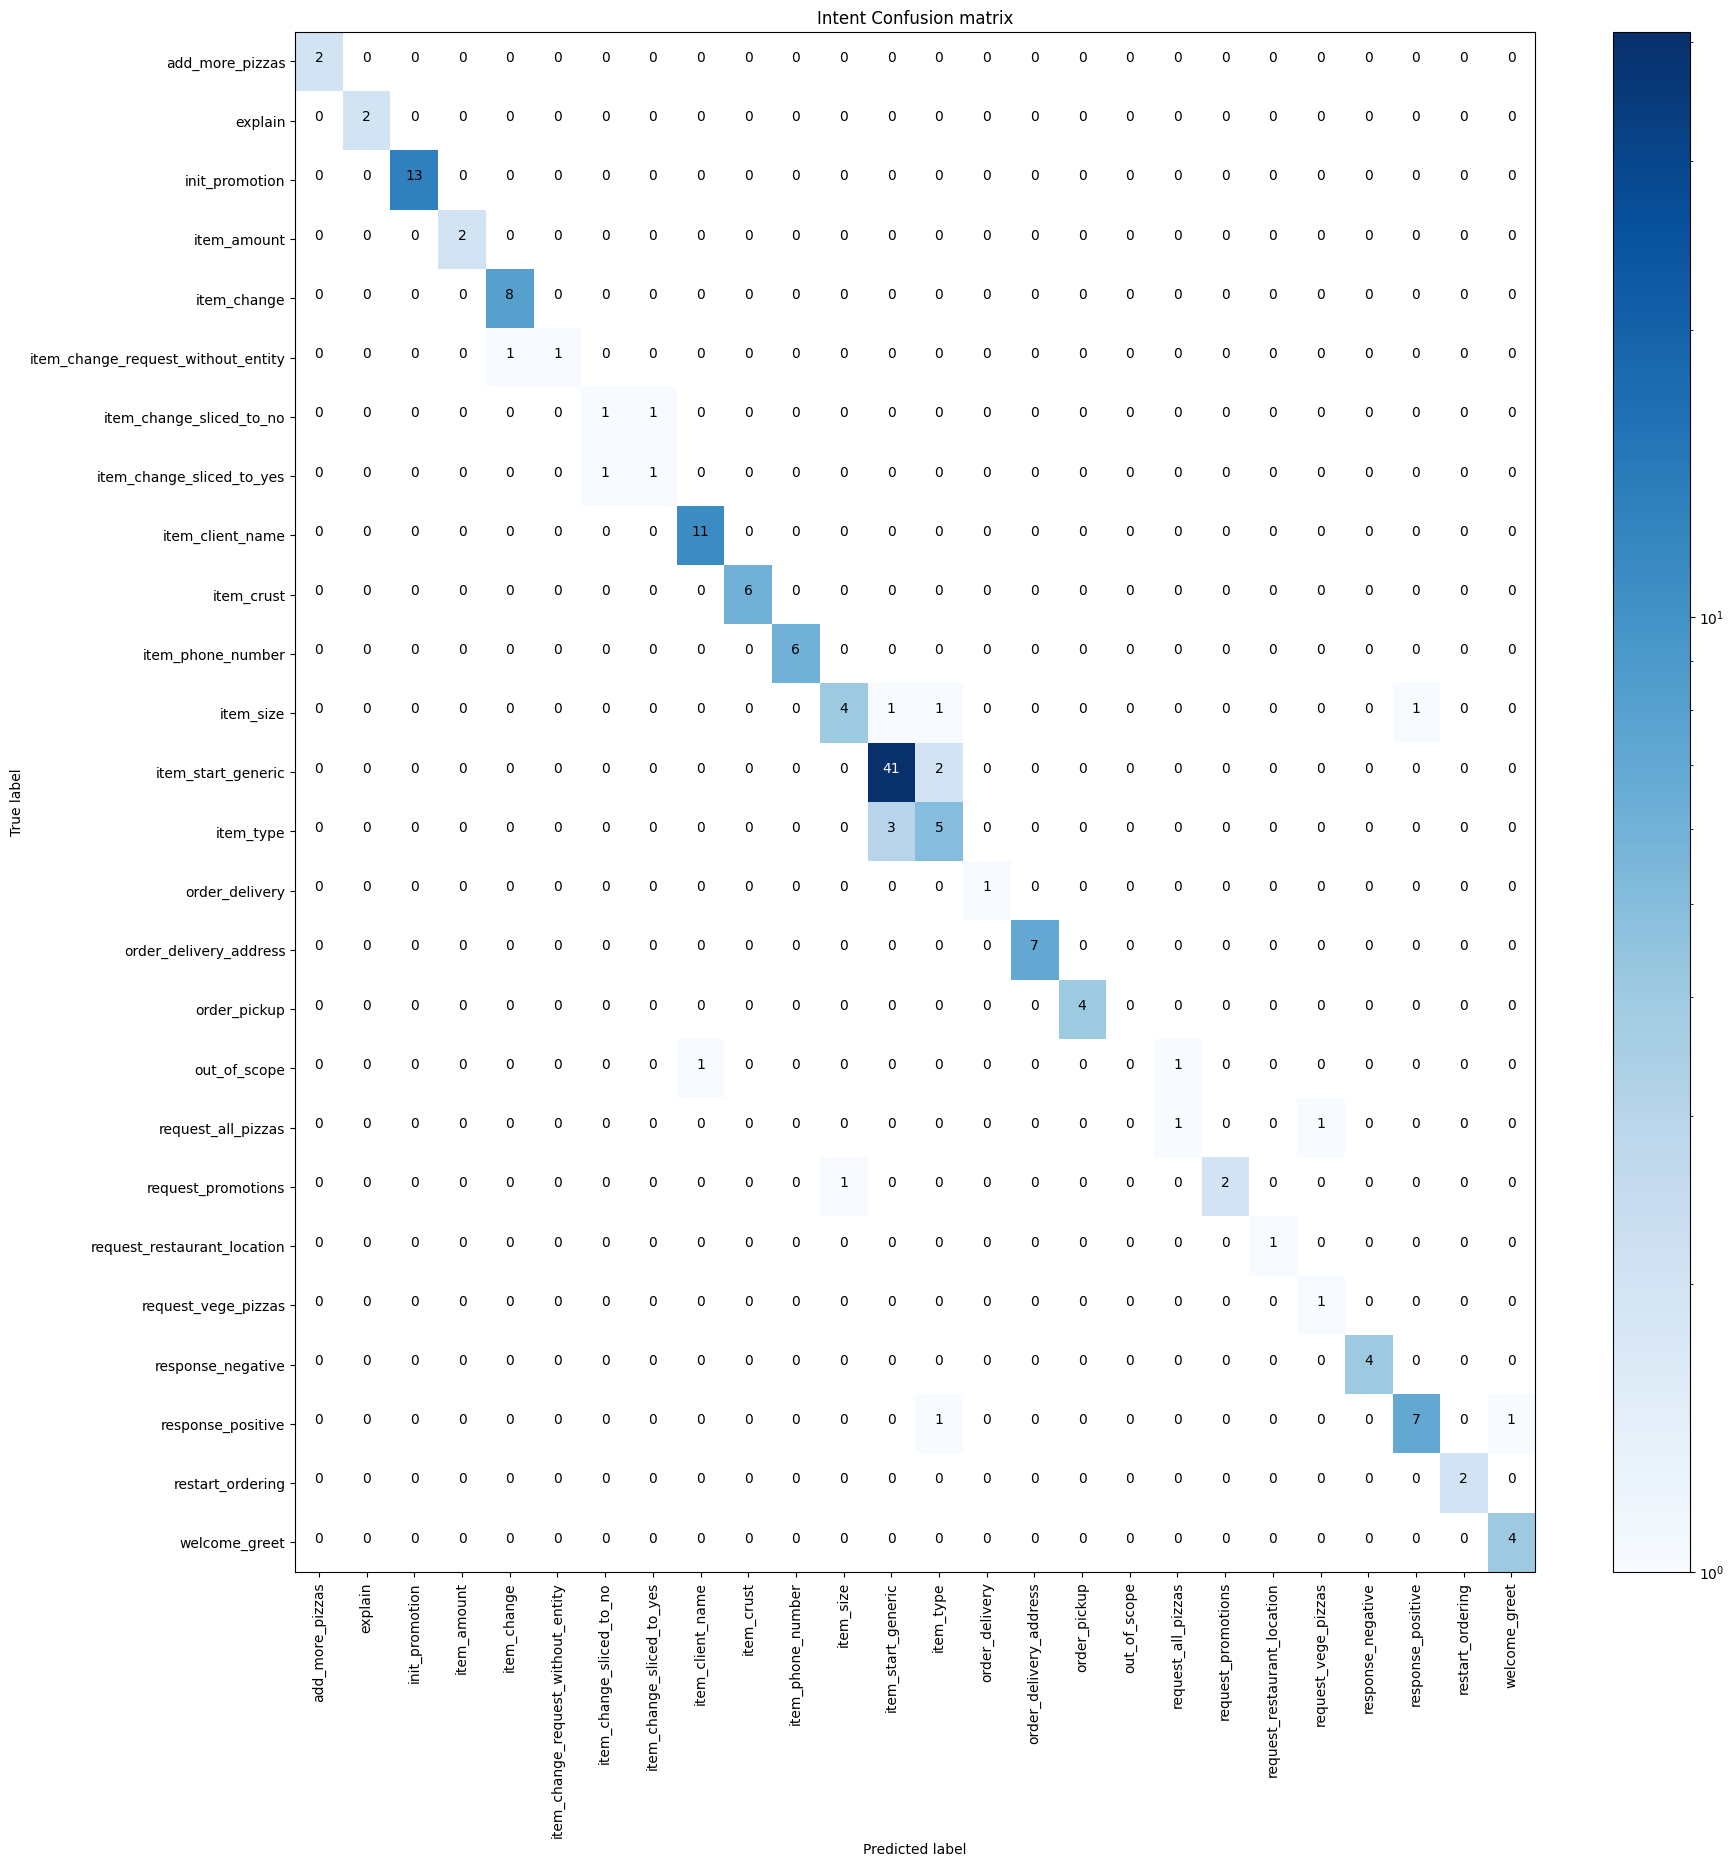 Intent Confusion matrix
add_more_pizzas 2 0 0 0 0 0 0 0 0 0 0 0 0 0 0 0 0 0 0 0 0 0 0 0 0 0
explain 0 2 0 0 0 0 0 0 0 0 0 0 0 0 0 0 0 0 0 0 0 0 0 0 0 0
init_promotion 0 0 13 0 0 0 0 0 0 0 0 0 0 0 0 0 0 0 0 0 0 0 0 0 0 0
item_amount 0 0 0 2 0 0 0 0 0 0 0 0 0 0 0 0 0 0 0 0 0 0 0 0 0 0
item_change 0 0 0 0 8 0 0 0 0 0 0 0 0 0 0 0 0 0 0 0 0 0 0 0 0 0
item_change_request_without_entity 0 0 0 0 1 1 0 0 0 0 0 0 0 0 0 0 0 0 0 0 0 0 0 0 0 0
item_change_sliced_to_no 0 0 0 0 0 0 1 1 0 0 0 0 0 0 0 0 0 0 0 0 0 0 0 0 0 0
item_change_sliced_to_yes 0 0 0 0 0 0 1 1 0 0 0 0 0 0 0 0 0 0 0 0 0 0 0 0 0 0
item_client_name 0 0 0 0 0 0 0 0 11 0 0 0 0 0 0 0 0 0 0 0 0 0 0 0 0 0
item_crust 0 0 0 0 0 0 0 0 0 6 0 0 0 0 0 0 0 0 0 0 0 0 0 0 0 0
item_phone_number 0 0 0 0 0 0 0 0 0 0 6 0 0 0 0 0 0 0 0 0 0 0 0 0 0 0
item_size 0 0 0 0 0 0 0 0 0 0 0 4 1 1 0 0 0 0 0 0 0 0 0 1 0 0
item_start_generic 0 0 0 0 0 0 0 0 0 0 0 0 41 2 0 0 0 0 0 0 0 0 0 0 0 0
item_type 0 0 0 0 0 0 0 0 0 0 0 0 3 5 0 0 0 0 0 0 0 0 0 0 0 0
order_delivery 0 0 0 0 0 0 0 0 0 0 0 0 0 0 1 0 0 0 0 0 0 0 0 0 0 0
order_delivery_address 0 0 0 0 0 0 0 0 0 0 0 0 0 0 0 7 0 0 0 0 0 0 0 0 0 0
order_pickup 0 0 0 0 0 0 0 0 0 0 0 0 0 0 0 0 4 0 0 0 0 0 0 0 0 0
out_of_scope 0 0 0 0 0 0 0 0 1 0 0 0 0 0 0 0 0 0 1 0 0 0 0 0 0 0
request_all_pizzas 0 0 0 0 0 0 0 0 0 0 0 0 0 0 0 0 0 0 1 0 0 1 0 0 0 0
request_promotions 0 0 0 0 0 0 0 0 0 0 0 1 0 0 0 0 0 0 0 2 0 0 0 0 0 0
request_restaurant_location 0 0 0 0 0 0 0 0 0 0 0 0 0 0 0 0 0 0 0 0 1 0 0 0 0 0
request_vege_pizzas 0 0 0 0 0 0 0 0 0 0 0 0 0 0 0 0 0 0 0 0 0 1 0 0 0 0
response_negative 0 0 0 0 0 0 0 0 0 0 0 0 0 0 0 0 0 0 0 0 0 0 4 0 0 0
response_positive 0 0 0 0 0 0 0 0 0 0 0 0 0 1 0 0 0 0 0 0 0 0 0 7 0 1
restart_ordering 0 0 0 0 0 0 0 0 0 0 0 0 0 0 0 0 0 0 0 0 0 0 0 0 2 0
welcome_greet 0 0 0 0 0 0 0 0 0 0 0 0 0 0 0 0 0 0 0 0 0 0 0 0 0 4
True label
add_more_pizzas
explain
init_promotion
item_amount
item_change
item_change_request_without_entity
item_change_sliced_to_no
item_change_sliced_to_yes
item_client_name
item_crust
item_phone_number
item_size
item_start_generic
item_type
order_delivery
order_delivery_address
order_pickup
out_of_scope
request_all_pizzas
request_promotions
request_restaurant_location
request_vege_pizzas
response_negative
response_positive
restart_ordering
welcome_greet
Predicted label
10¹
10⁰